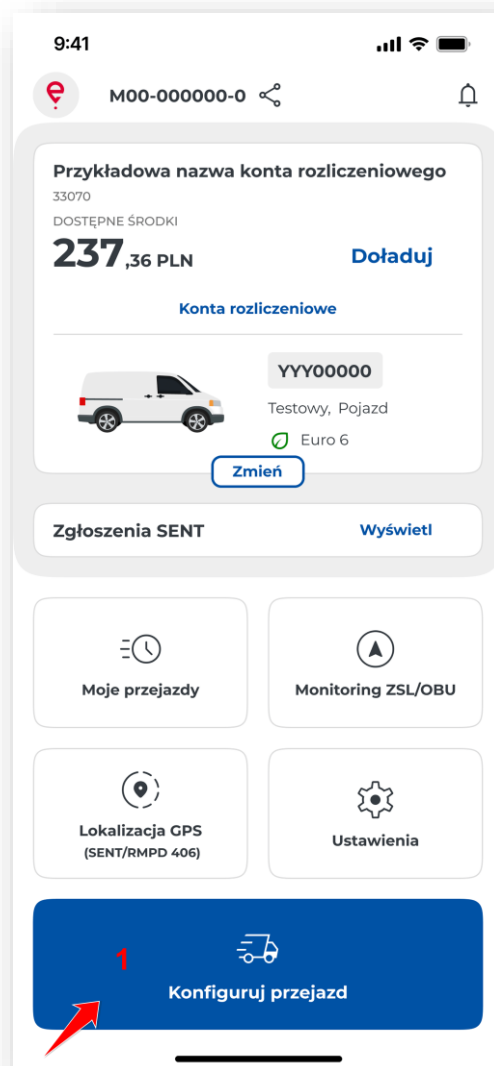 9:41
M00-000000-0
Przykładowa nazwa konta rozliczeniowego
33070
DOSTĘPNE ŚRODKI
237,36 PLN
Doładuj
Konta rozliczeniowe
YYY00000
Testowy, Pojazd
Euro 6
Zmień
Zgłoszenia SENT
Wyświetl
Moje przejazdy
Monitoring ZSL/OBU
Lokalizacja GPS
(SENT/RMPD 406)
Ustawienia
1
Konfiguruj przejazd